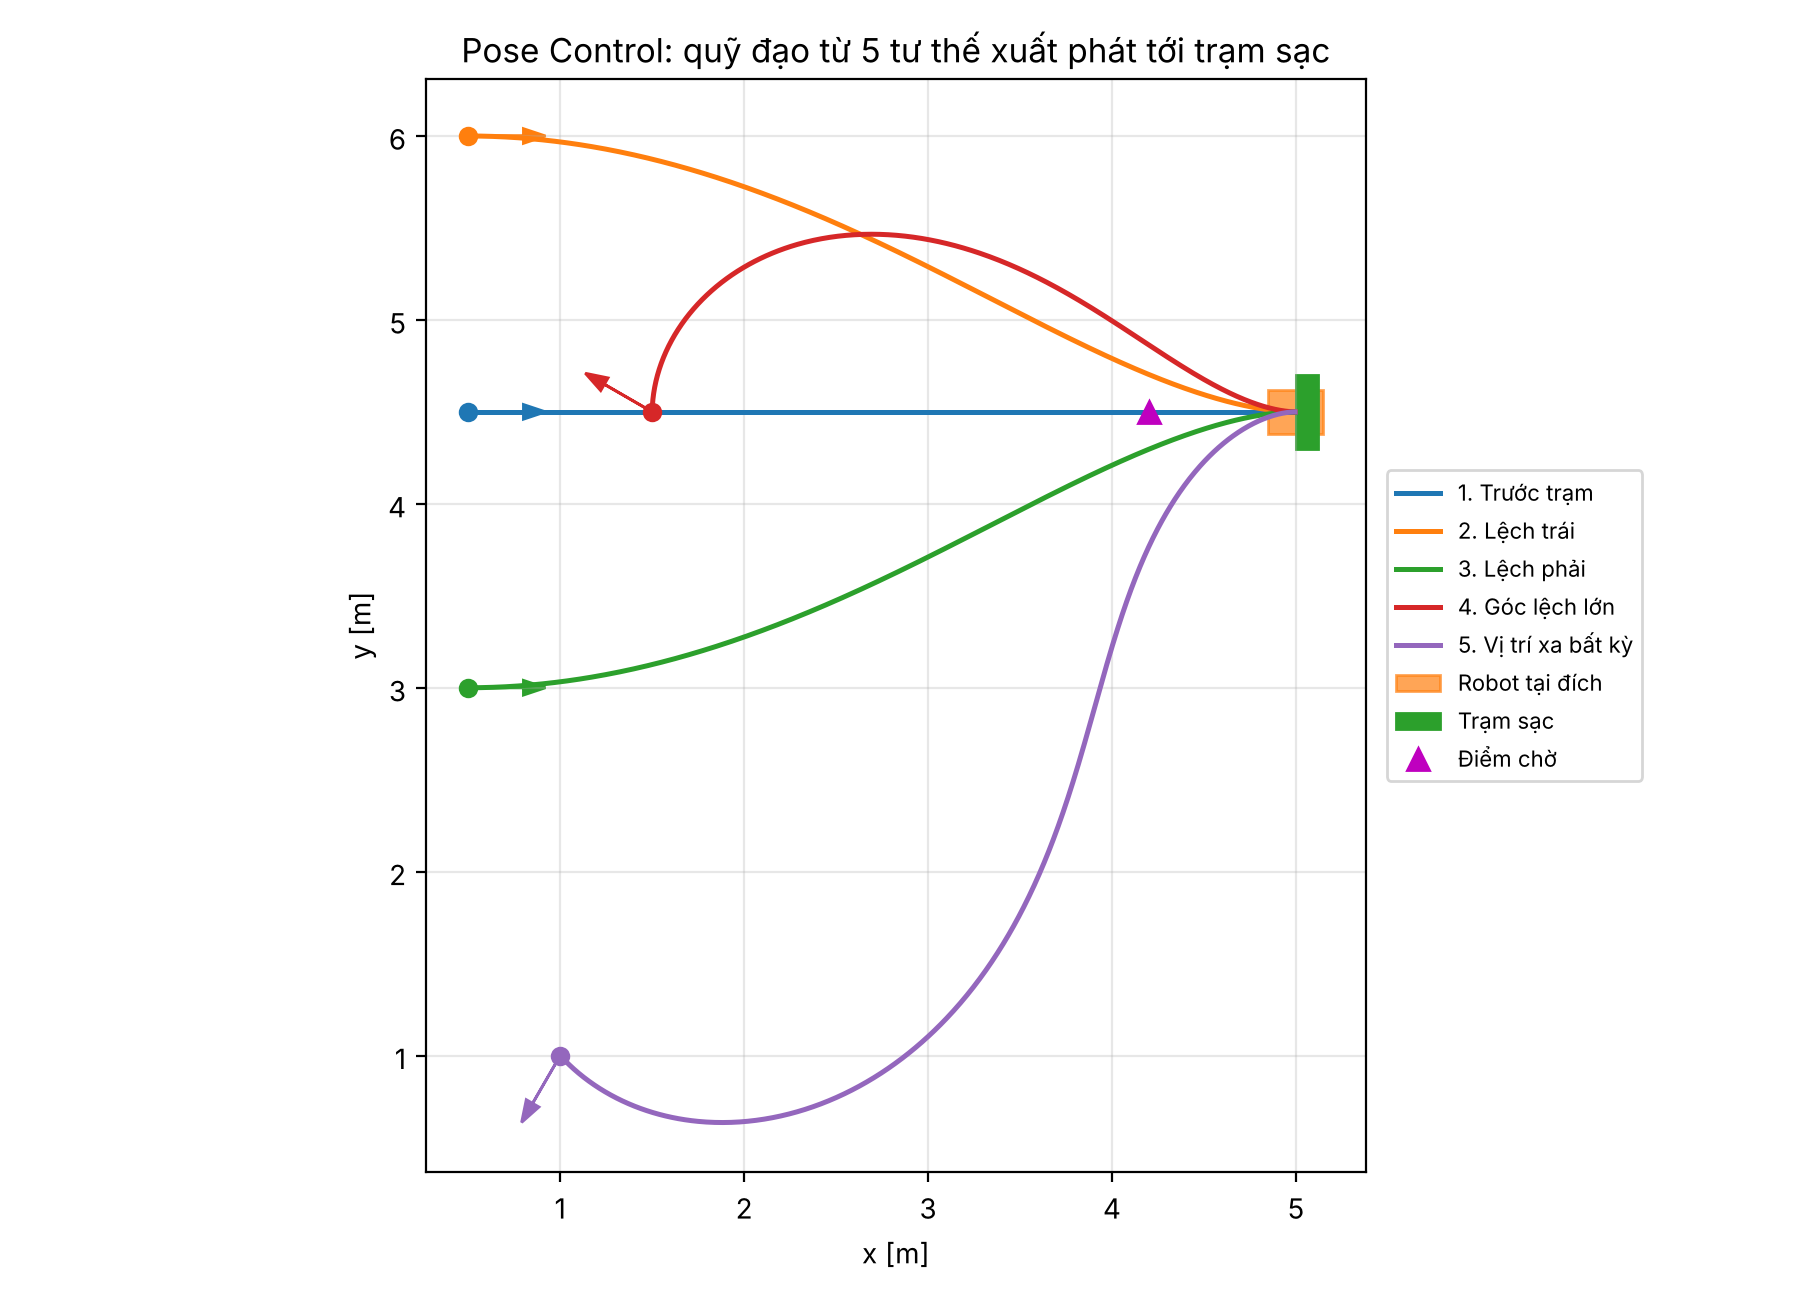 Pose Control: quỹ đạo từ 5 tư thế xuất phát tới trạm sạc
y [m]
6
5
4
3
2
1
1 2 3 4 5
x [m]
1. Trước trạm
2. Lệch trái
3. Lệch phải
4. Góc lệch lớn
5. Vị trí xa bất kỳ
Robot tại đích
Trạm sạc
Điểm chờ